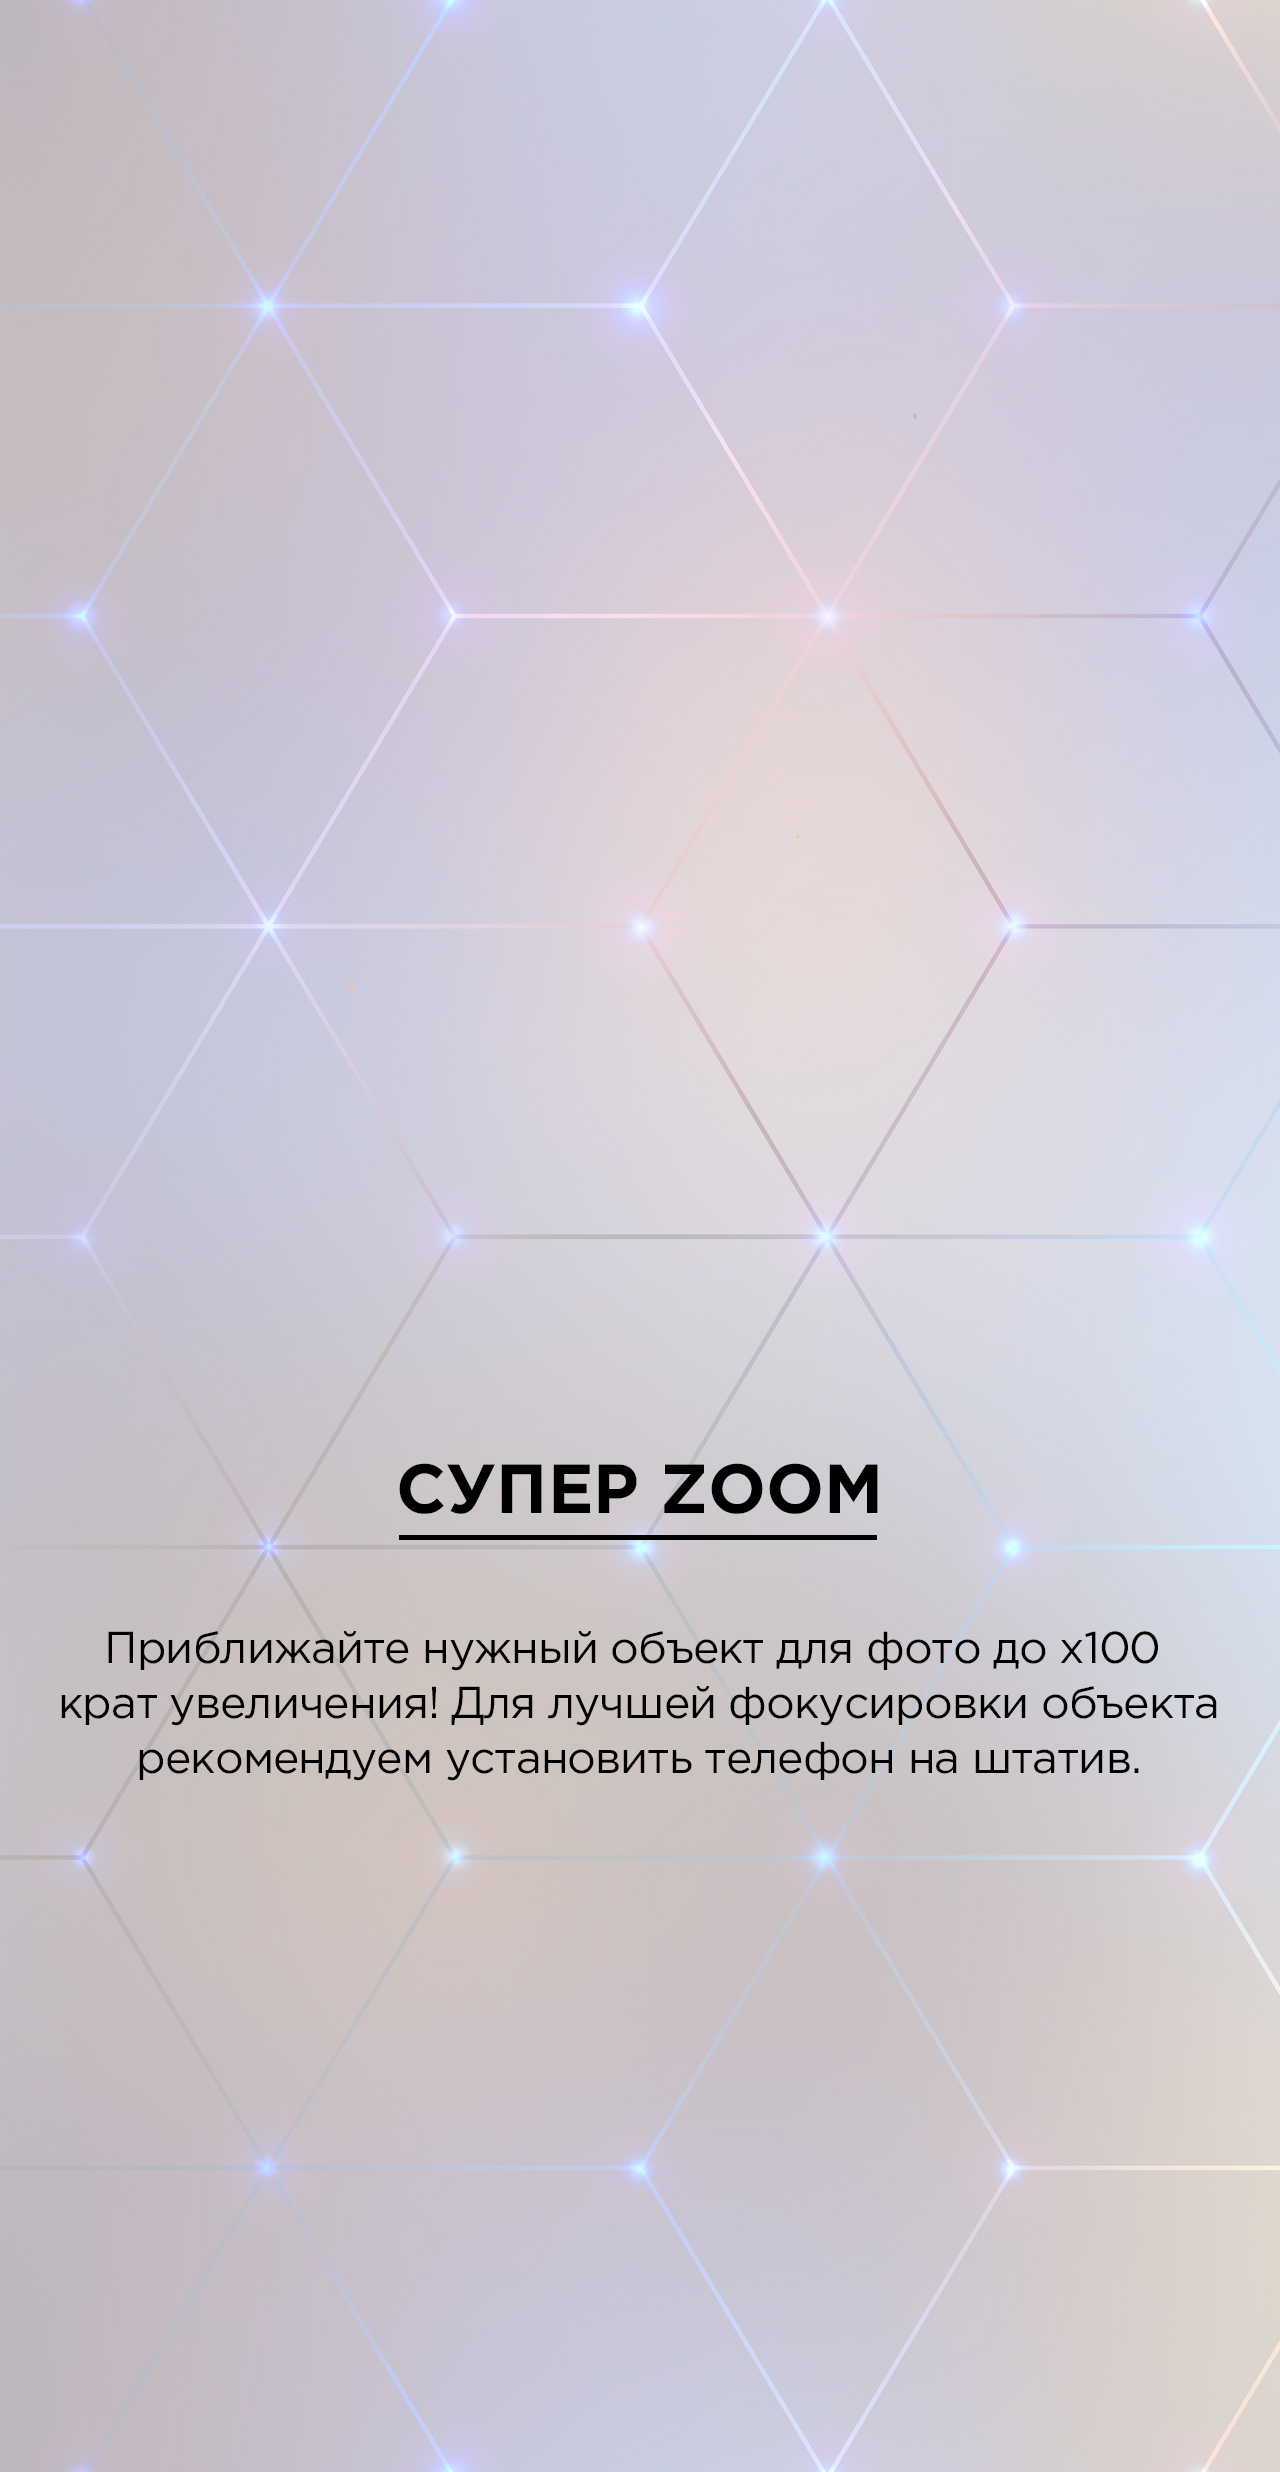 СУПЕР ZOOM
Приближайте нужный объект для фото до x100
крат увеличения! Для лучшей фокусировки объекта
рекомендуем установить телефон на штатив.